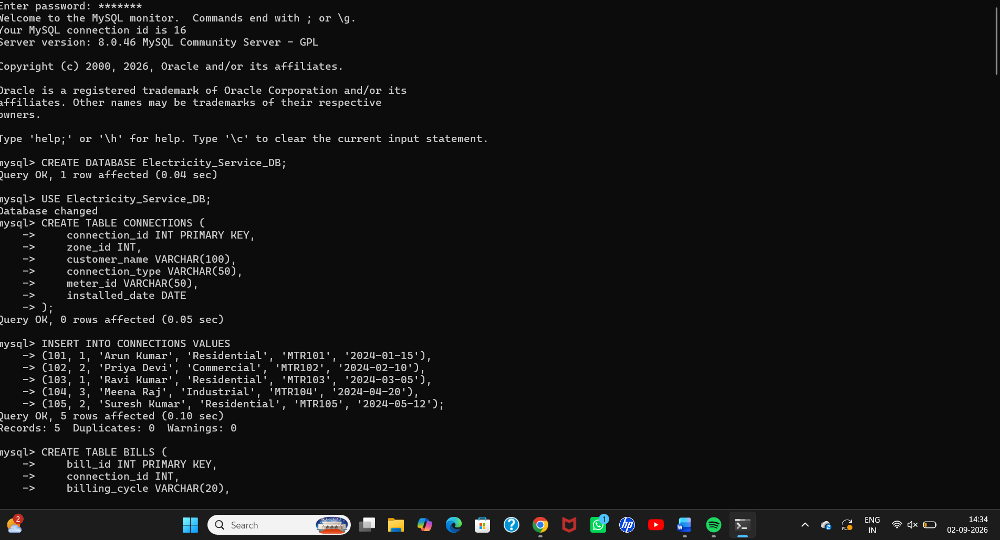 Enter password: *******
Welcome to the MySQL monitor.  Commands end with ; or \g.
Your MySQL connection id is 16
Server version: 8.0.46 MySQL Community Server - GPL
Copyright (c) 2000, 2026, Oracle and/or its affiliates.
Oracle is a registered trademark of Oracle Corporation and/or its
affiliates. Other names may be trademarks of their respective
owners.
Type 'help;' or '\h' for help. Type '\c' to clear the current input statement.
mysql> CREATE DATABASE Electricity_Service_DB;
Query OK, 1 row affected (0.04 sec)
mysql> USE Electricity_Service_DB;
Database changed
mysql> CREATE TABLE CONNECTIONS (
    ->     connection_id INT PRIMARY KEY,
    ->     zone_id INT,
    ->     customer_name VARCHAR(100),
    ->     connection_type VARCHAR(50),
    ->     meter_id VARCHAR(50),
    ->     installed_date DATE
    -> );
Query OK, 0 rows affected (0.05 sec)
mysql> INSERT INTO CONNECTIONS VALUES
    -> (101, 1, 'Arun Kumar', 'Residential', 'MTR101', '2024-01-15'),
    -> (102, 2, 'Priya Devi', 'Commercial', 'MTR102', '2024-02-10'),
    -> (103, 1, 'Ravi Kumar', 'Residential', 'MTR103', '2024-03-05'),
    -> (104, 3, 'Meena Raj', 'Industrial', 'MTR104', '2024-04-20'),
    -> (105, 2, 'Suresh Kumar', 'Residential', 'MTR105', '2024-05-12');
Query OK, 5 rows affected (0.10 sec)
Records: 5  Duplicates: 0  Warnings: 0
mysql> CREATE TABLE BILLS (
    ->     bill_id INT PRIMARY KEY,
    ->     connection_id INT,
    ->     billing_cycle VARCHAR(20),
2
Search
1
hp
ENG
IN
14:34
02-09-2026